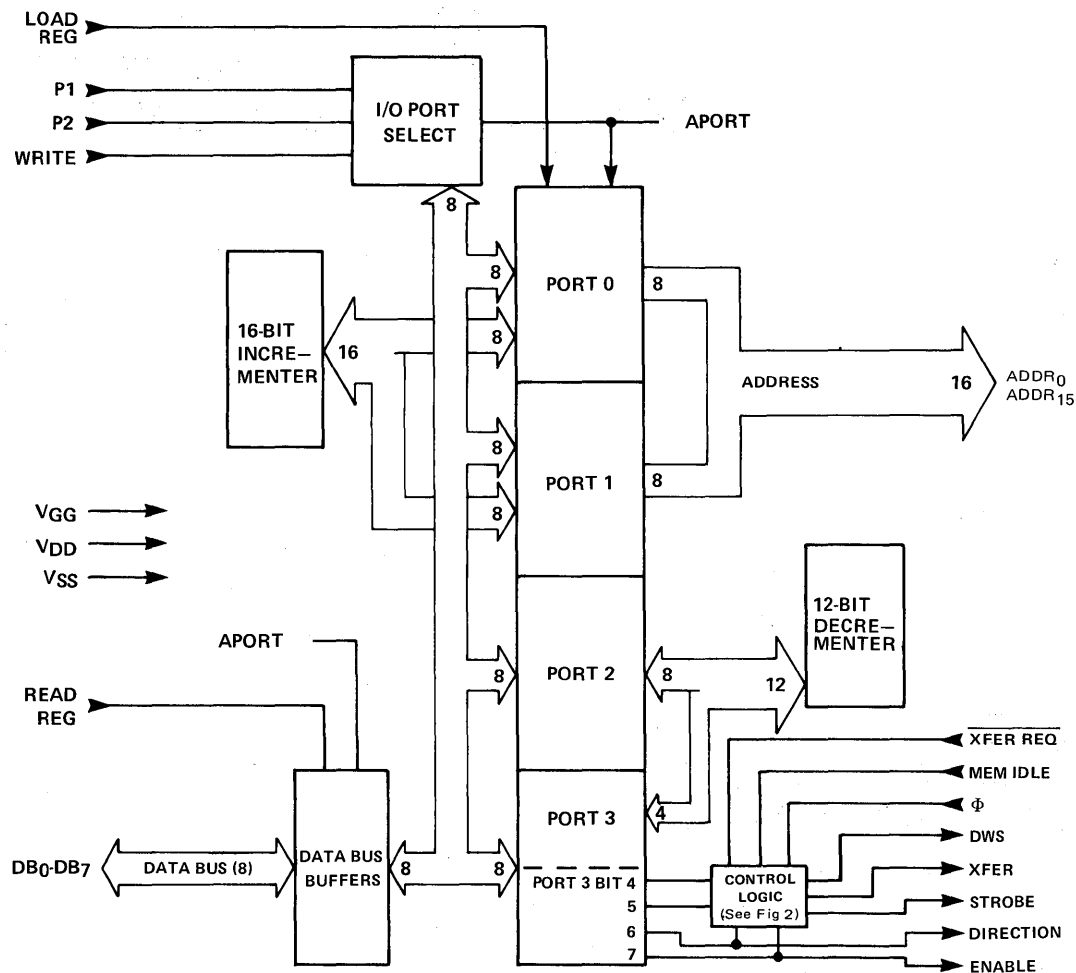 LOAD
REG
P1
P2
WRITE
I/O PORT
SELECT
APORT
8
16-BIT
INCRE-
MENTER
16
8
8
8
8
PORT 0
8
PORT 1
8
ADDRESS
16
ADDR0
ADDR15
VGG
VDD
VSS
APORT
READ
REG
8
PORT 2
8
12
12-BIT
DECRE-
MENTER
PORT 3
4
DB0-DB7
DATA BUS (8)
DATA BUS
BUFFERS
8
8
PORT 3 BIT 4
5
6
7
CONTROL
LOGIC
(See Fig 2)
XFER REQ
MEM IDLE
Φ
DWS
XFER
STROBE
DIRECTION
ENABLE